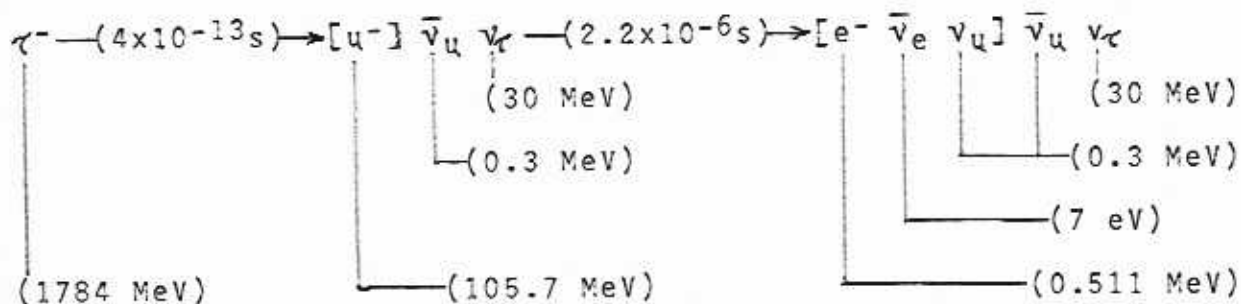 τ- —(4x10-13s)→[u-] ν̄u ντ —(2.2x10-6s)→[e- ν̄e νu] ν̄u ντ
(30 MeV) (30 MeV)
(0.3 MeV) (0.3 MeV)
(7 eV)
(1784 MeV) (105.7 MeV) (0.511 MeV)